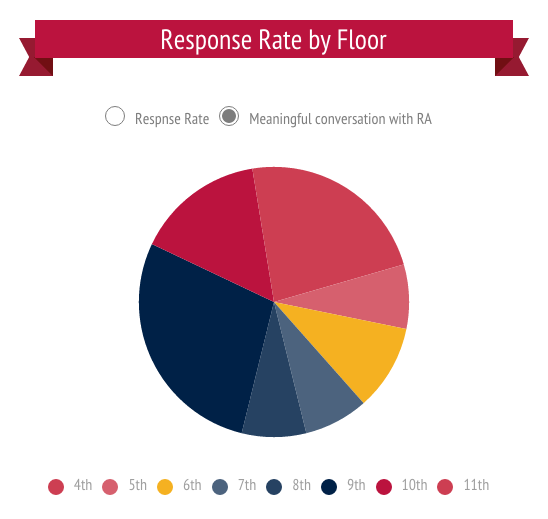 Response Rate by Floor
Respnse Rate Meaningful conversation with RA
4th 5th 6th 7th 8th 9th 10th 11th